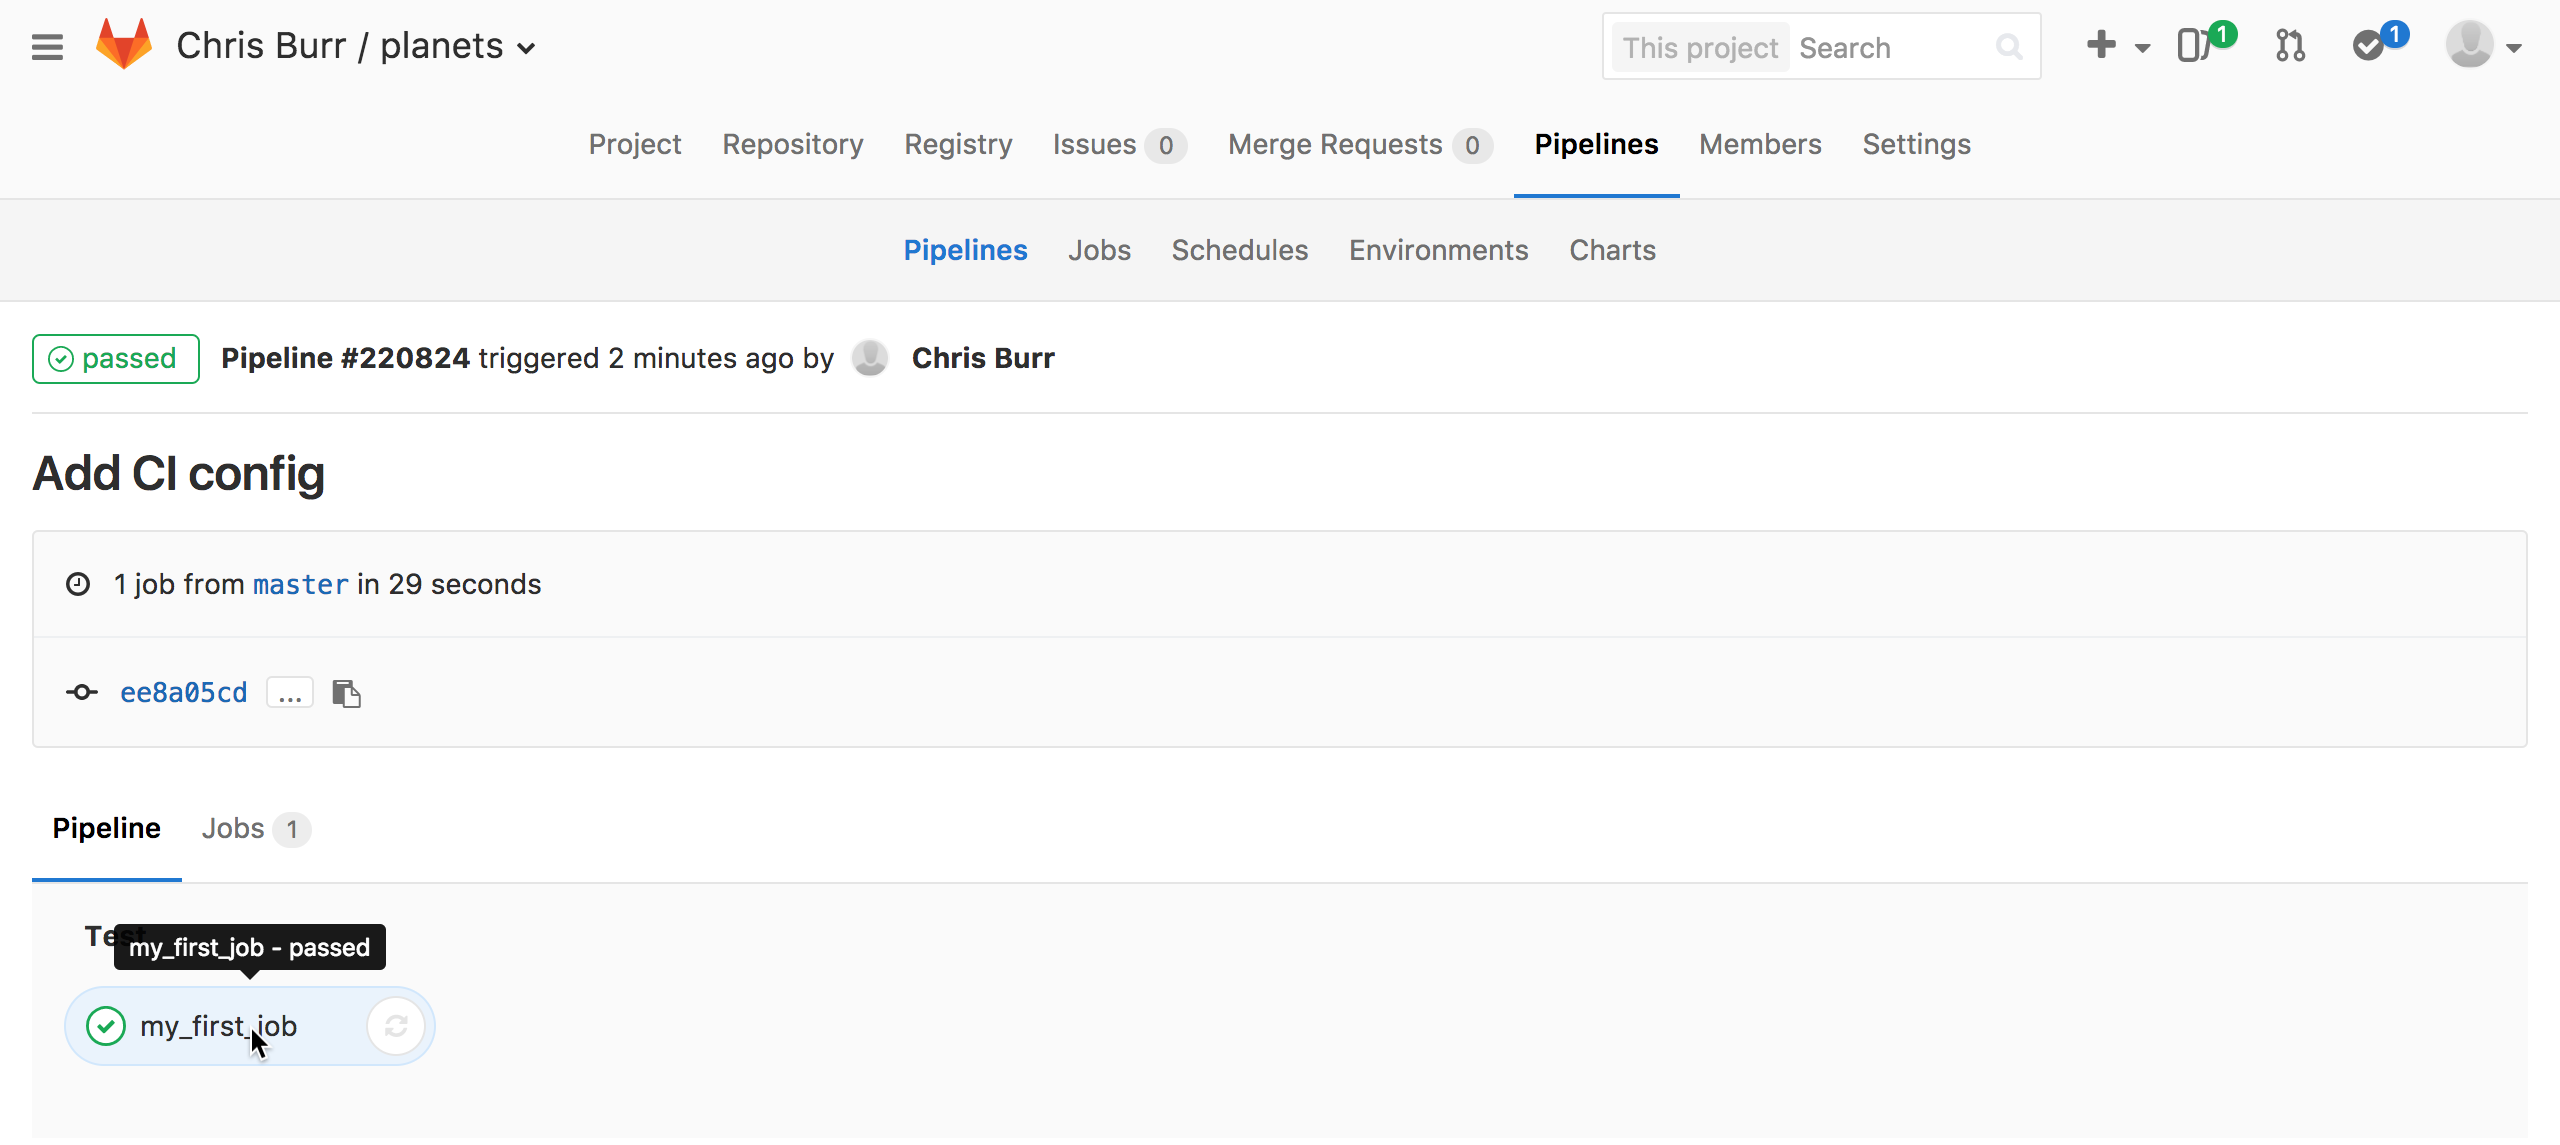 Chris Burr / planets
This project Search
1
1
Project Repository Registry Issues 0 Merge Requests 0 Pipelines Members Settings
Pipelines Jobs Schedules Environments Charts
passed Pipeline #220824 triggered 2 minutes ago by Chris Burr
Add CI config
1 job from master in 29 seconds
ee8a05cd ...
Pipeline Jobs 1
Test
my_first_job - passed
my_first_job